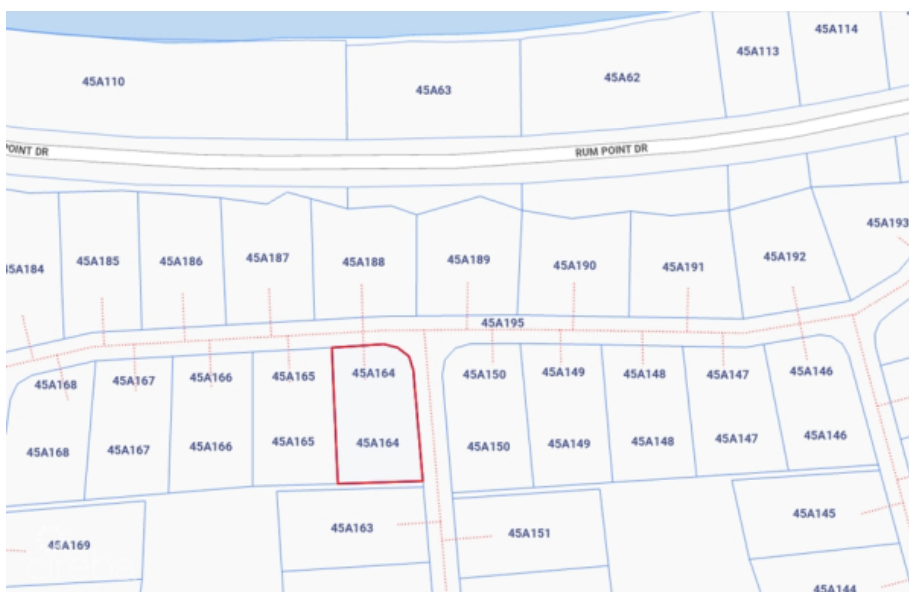 45A114
45A113
45A110
45A63
45A62
POINT DR
RUM POINT DR
45A193
45A184
45A185
45A186
45A187
45A188
45A189
45A190
45A191
45A192
45A195
45A168
45A167
45A166
45A165
45A164
45A150
45A149
45A148
45A147
45A146
45A168
45A167
45A166
45A165
45A164
45A150
45A149
45A148
45A147
45A146
45A169
45A163
45A151
45A145
45A144